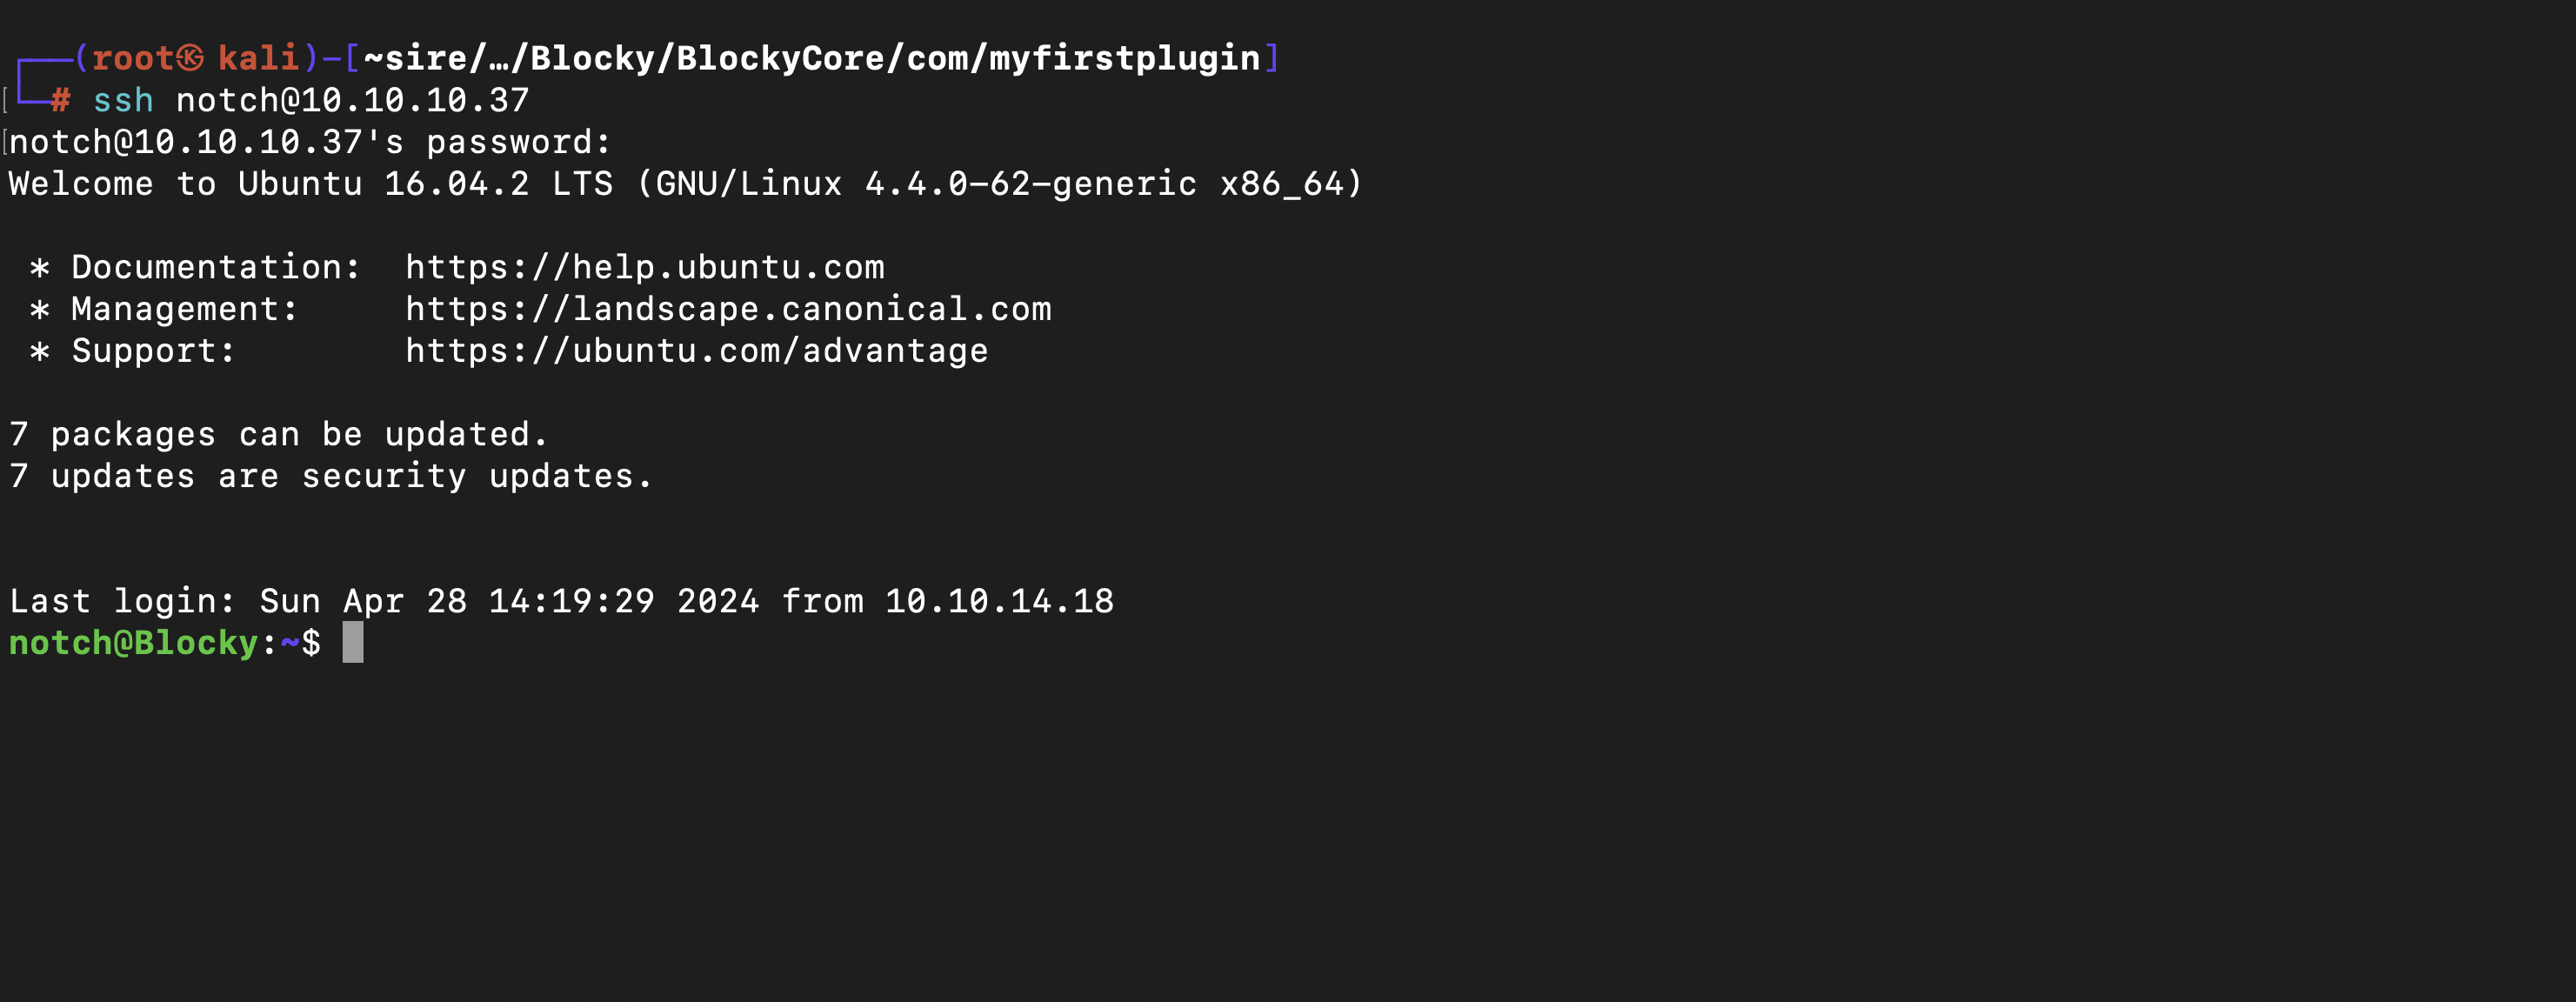 ┌──(root㉿kali)-[~sire/…/Blocky/BlockyCore/com/myfirstplugin]
└─# ssh notch@10.10.10.37
notch@10.10.10.37's password:
Welcome to Ubuntu 16.04.2 LTS (GNU/Linux 4.4.0-62-generic x86_64)
* Documentation:  https://help.ubuntu.com
* Management:     https://landscape.canonical.com
* Support:        https://ubuntu.com/advantage
7 packages can be updated.
7 updates are security updates.
Last login: Sun Apr 28 14:19:29 2024 from 10.10.14.18
notch@Blocky:~$